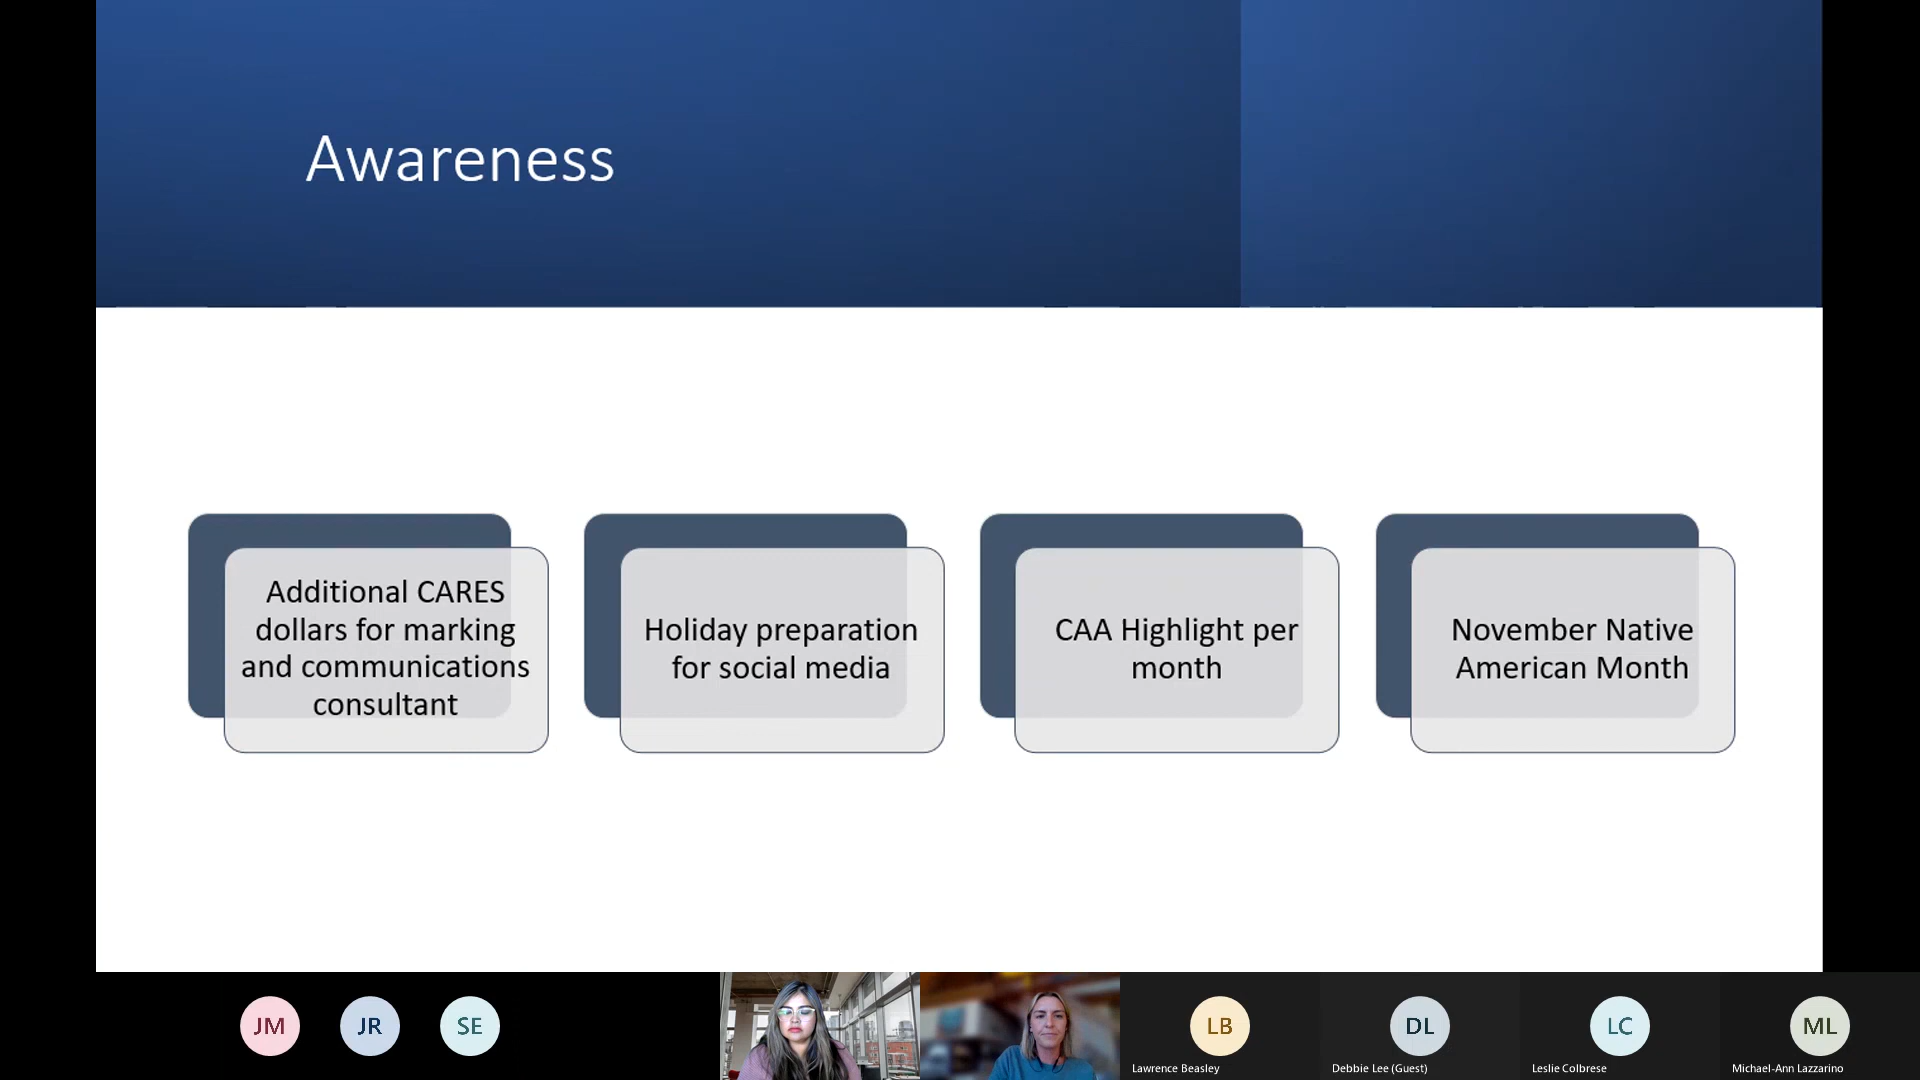 Awareness
Additional CARES
dollars for marking
and communications
consultant
Holiday preparation
for social media
CAA Highlight per
month
November Native
American Month
JM
JR
SE
LB
Lawrence Beasley
DL
Debbie Lee (Guest)
LC
Leslie Colbrese
ML
Michael-Ann Lazzarino